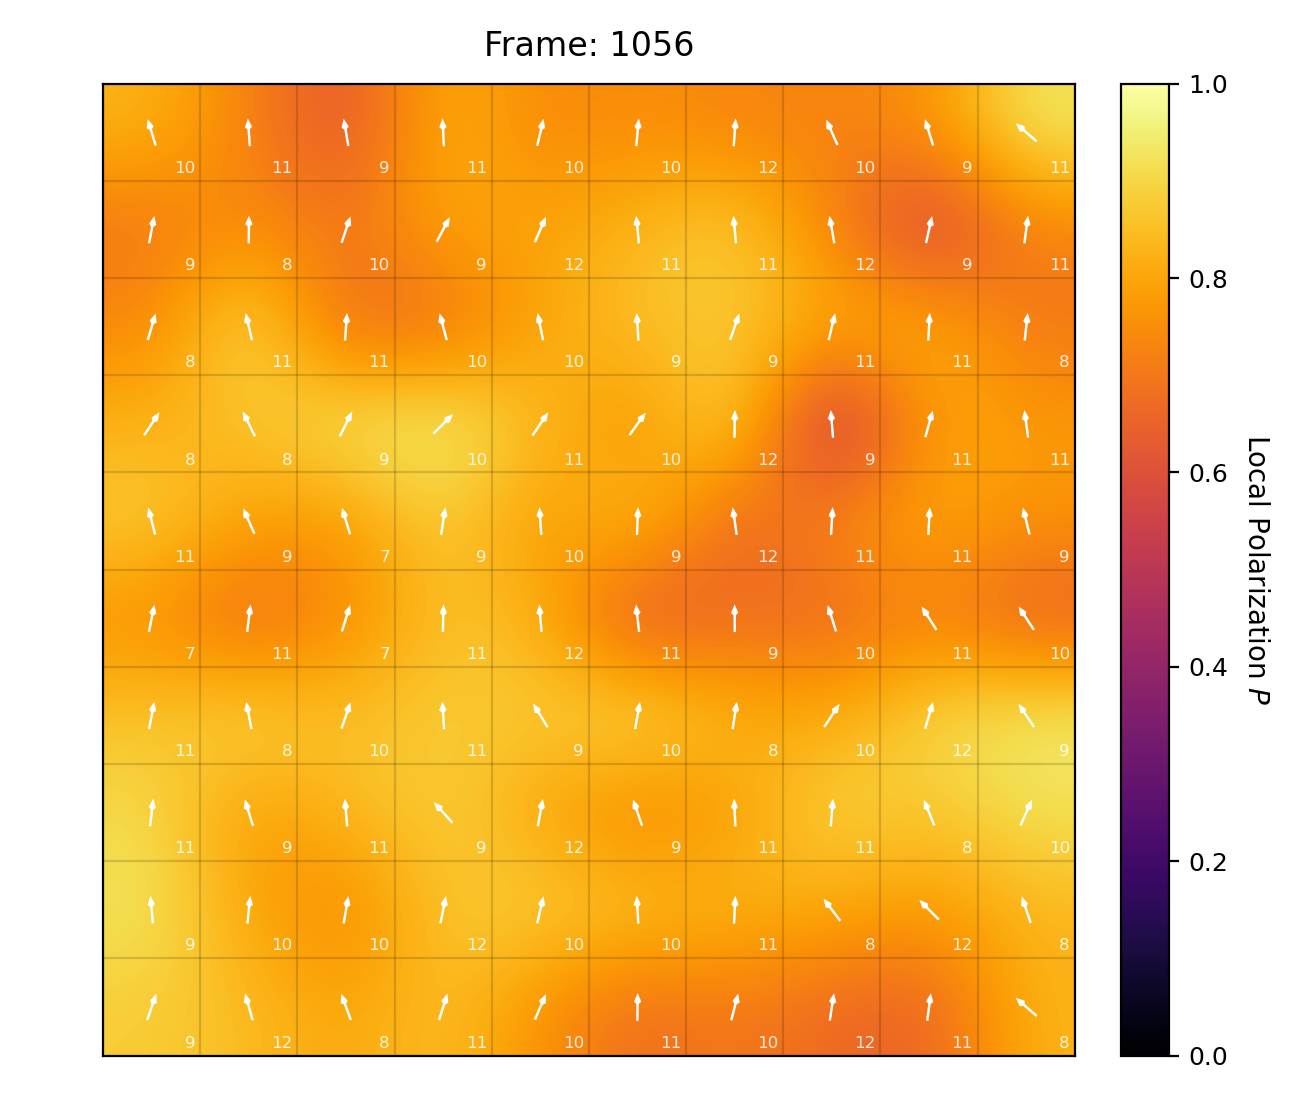 Frame: 1056
10 11 9 11 10 10 12 10 9 11
9 8 10 9 12 11 11 12 9 11
8 11 11 10 10 9 9 11 11 8
8 8 9 10 11 10 12 9 11 11
11 9 7 9 10 9 12 11 11 9
7 11 7 11 12 11 9 10 11 10
11 8 10 11 9 10 8 10 12 9
11 9 11 9 12 9 11 11 8 10
9 10 10 12 10 10 11 8 12 8
9 12 8 11 10 11 10 12 11 8
1.0
0.8
0.6
0.4
0.2
0.0
Local Polarization P